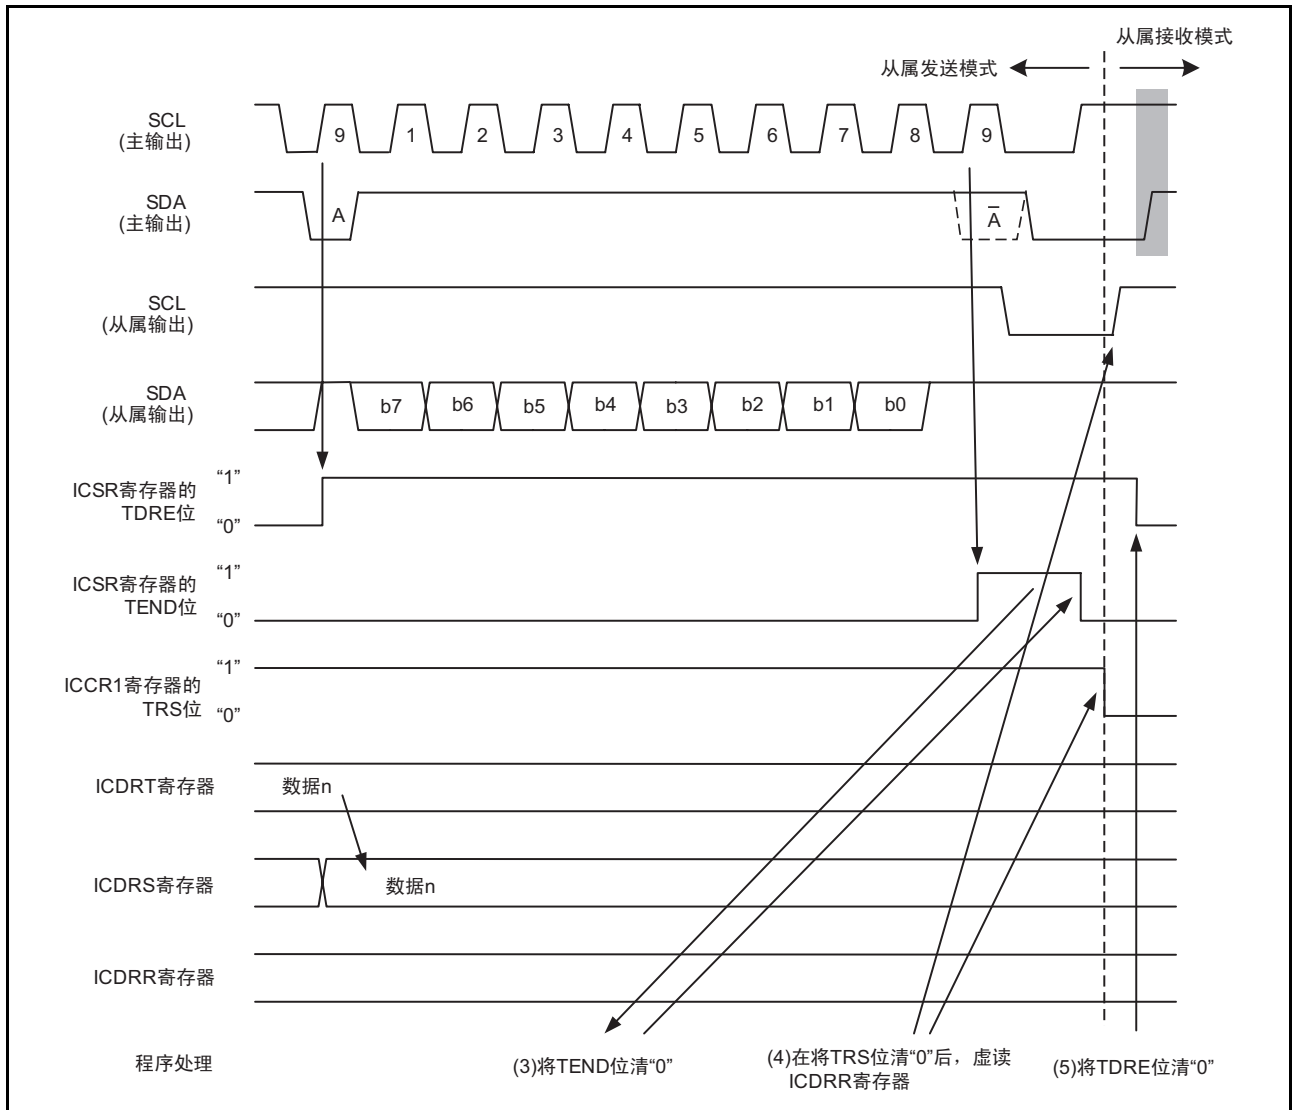 从属接收模式
从属发送模式
SCL
(主输出)
9 1 2 3 4 5 6 7 8 9
SDA
(主输出)
A
A̅
SCL
(从属输出)
SDA
(从属输出)
b7 b6 b5 b4 b3 b2 b1 b0
ICSR寄存器的
TDRE位
“1”
“0”
ICSR寄存器的
TEND位
“1”
“0”
ICCR1寄存器的
TRS位
“1”
“0”
ICDRT寄存器
数据n
ICDRS寄存器
数据n
ICDRR寄存器
程序处理
(3)将TEND位清“0”
(4)在将TRS位清“0”后，虚读
ICDRR寄存器
(5)将TDRE位清“0”